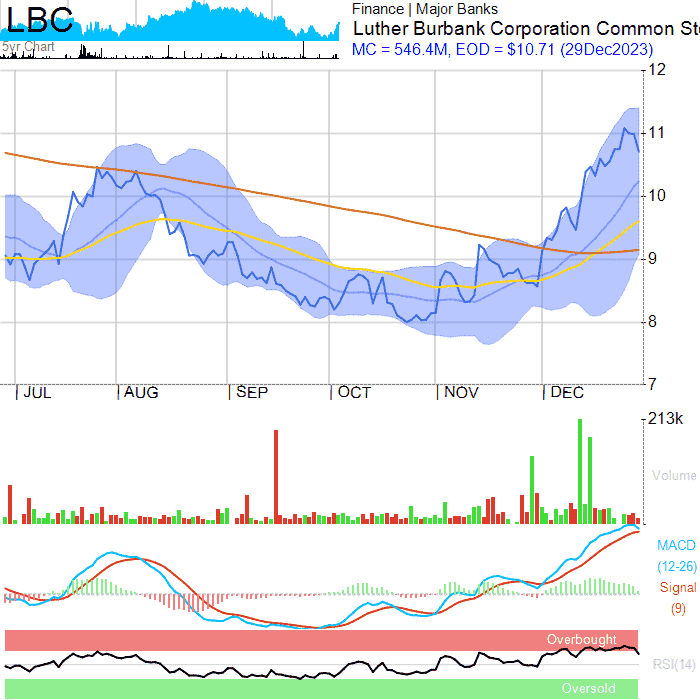 LBC
5yr Chart
Finance | Major Banks
Luther Burbank Corporation Common Sto
MC = 546.4M, EOD = $10.71 (29Dec2023)
12
11
10
9
8
7
JUL AUG SEP OCT NOV DEC
213k
Volume
MACD
(12-26)
Signal
(9)
Overbought
RSI(14)
Oversold